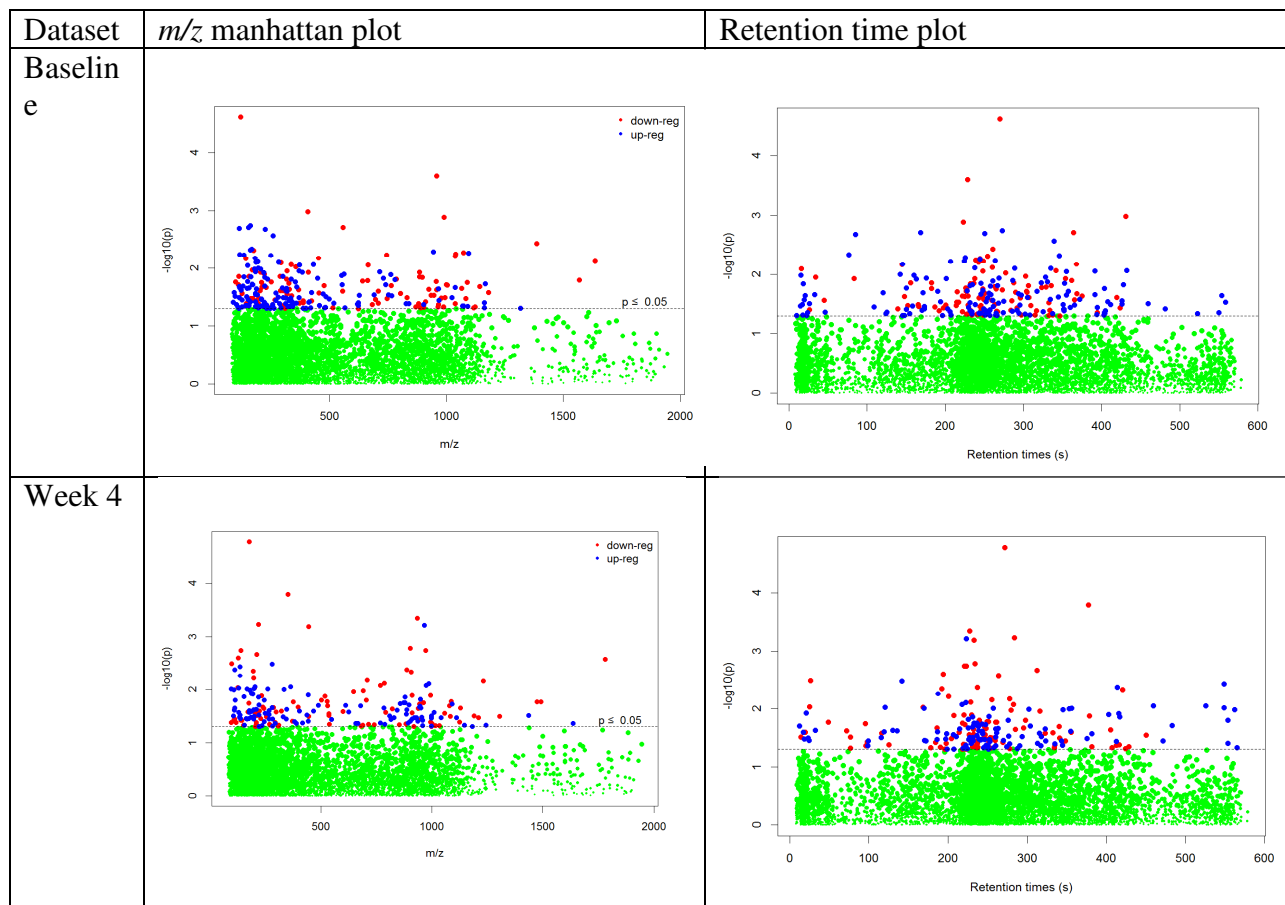 Dataset m/z manhattan plot Retention time plot
Baselin
e
down-reg
up-reg
p ≤ 0.05
-log10(p)
0 1 2 3 4
500 1000 1500 2000
m/z
-log10(p)
0 1 2 3 4
0 100 200 300 400 500 600
Retention times (s)
Week 4
down-reg
up-reg
p ≤ 0.05
-log10(p)
0 1 2 3 4
500 1000 1500 2000
m/z
-log10(p)
0 1 2 3 4
0 100 200 300 400 500 600
Retention times (s)